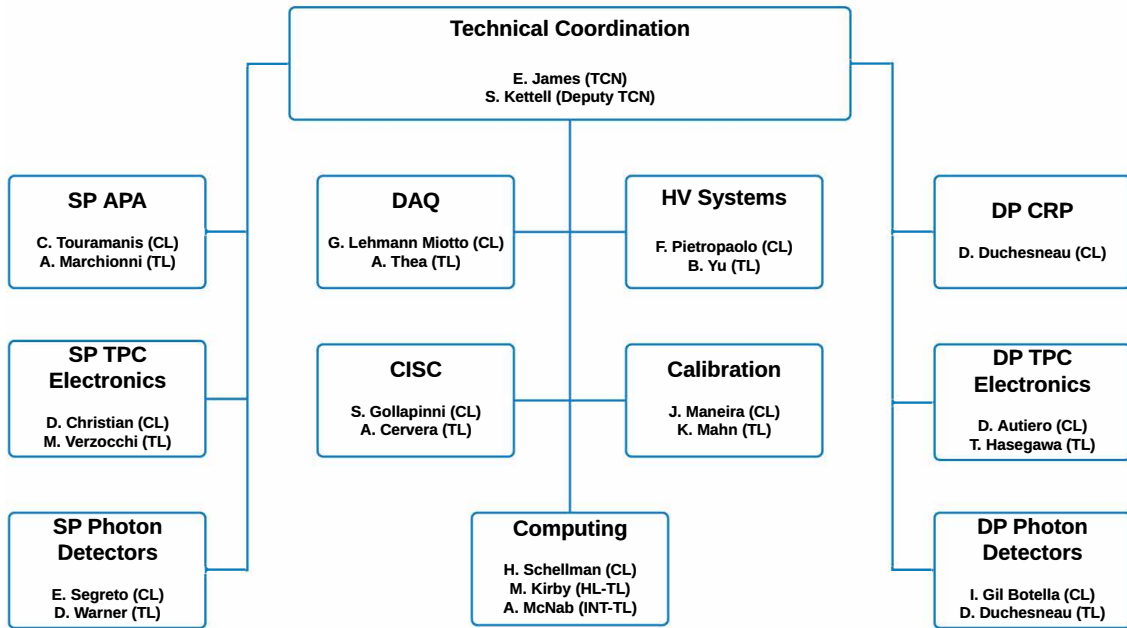 Technical Coordination
E. James (TCN)
S. Kettell (Deputy TCN)
SP APA
C. Touramanis (CL)
A. Marchionni (TL)
DAQ
G. Lehmann Miotto (CL)
A. Thea (TL)
HV Systems
F. Pietropaolo (CL)
B. Yu (TL)
DP CRP
D. Duchesneau (CL)
SP TPC
Electronics
D. Christian (CL)
M. Verzocchi (TL)
CISC
S. Gollapinni (CL)
A. Cervera (TL)
Calibration
J. Maneira (CL)
K. Mahn (TL)
DP TPC
Electronics
D. Autiero (CL)
T. Hasegawa (TL)
SP Photon
Detectors
E. Segreto (CL)
D. Warner (TL)
Computing
H. Schellman (CL)
M. Kirby (HL-TL)
A. McNab (INT-TL)
DP Photon
Detectors
I. Gil Botella (CL)
D. Duchesneau (TL)